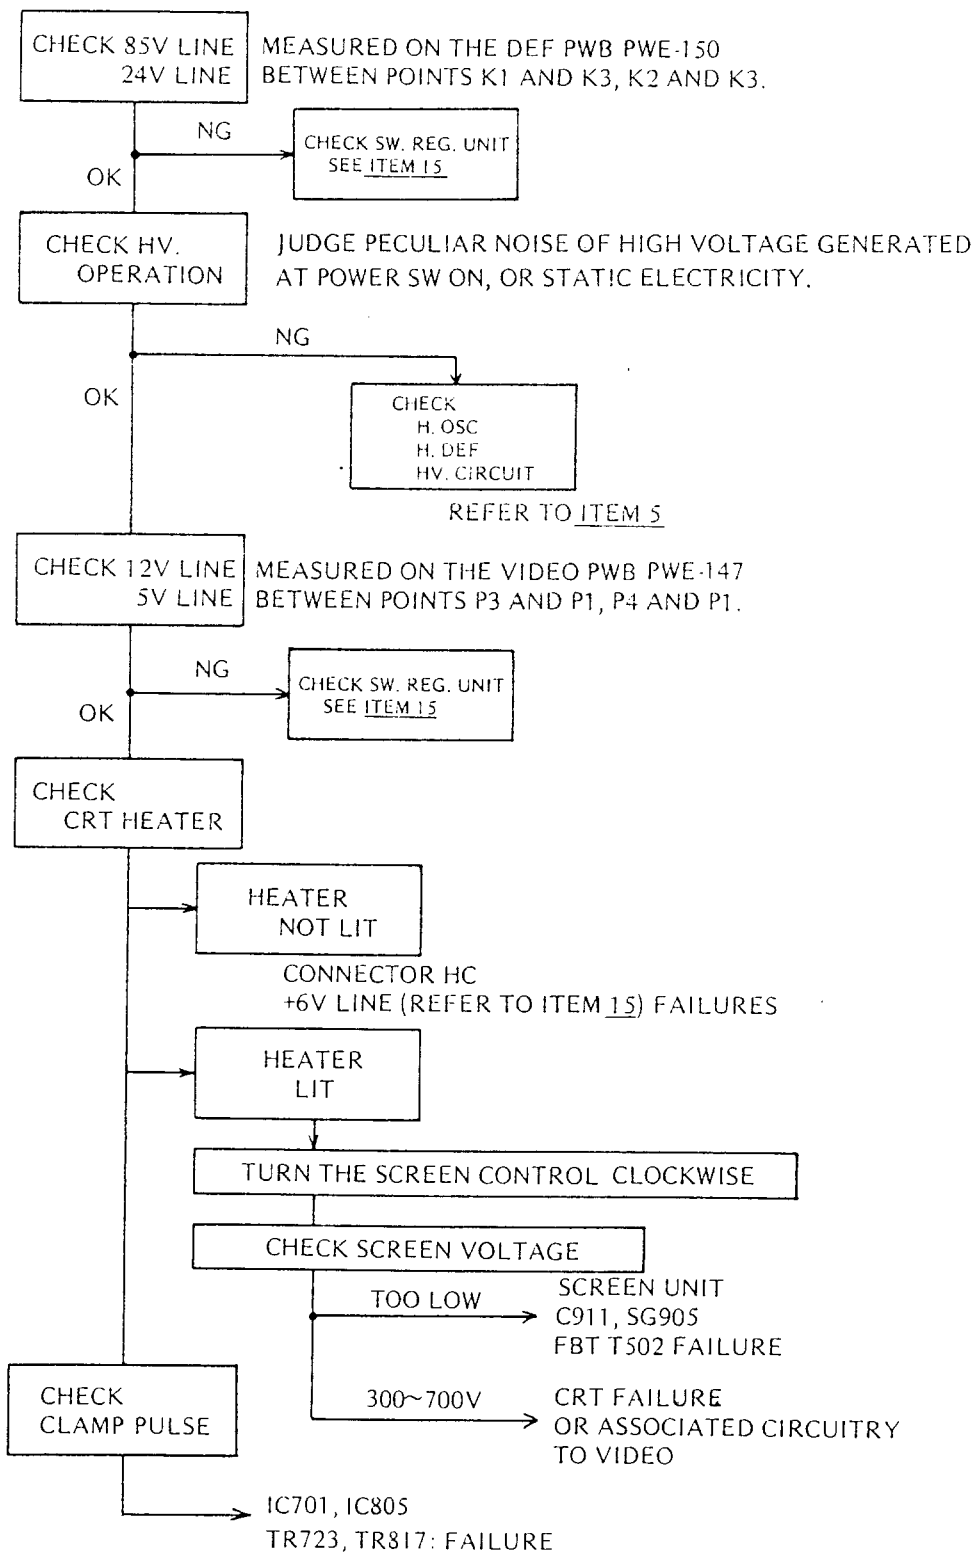 CHECK 85V LINE
24V LINE
MEASURED ON THE DEF PWB PWE-150
BETWEEN POINTS K1 AND K3, K2 AND K3.
NG
CHECK SW. REG. UNIT
SEE ITEM 15
OK
CHECK HV.
OPERATION
JUDGE PECULIAR NOISE OF HIGH VOLTAGE GENERATED
AT POWER SW ON, OR STATIC ELECTRICITY.
NG
OK
CHECK
H. OSC
H. DEF
HV. CIRCUIT
REFER TO ITEM 5
CHECK 12V LINE
5V LINE
MEASURED ON THE VIDEO PWB PWE-147
BETWEEN POINTS P3 AND P1, P4 AND P1.
NG
CHECK SW. REG. UNIT
SEE ITEM 15
OK
CHECK
CRT HEATER
HEATER
NOT LIT
CONNECTOR HC
+6V LINE (REFER TO ITEM 15) FAILURES
HEATER
LIT
TURN THE SCREEN CONTROL CLOCKWISE
CHECK SCREEN VOLTAGE
TOO LOW
SCREEN UNIT
C911, SG905
FBT T502 FAILURE
300~700V
CRT FAILURE
OR ASSOCIATED CIRCUITRY
TO VIDEO
CHECK
CLAMP PULSE
IC701, IC805
TR723, TR817: FAILURE